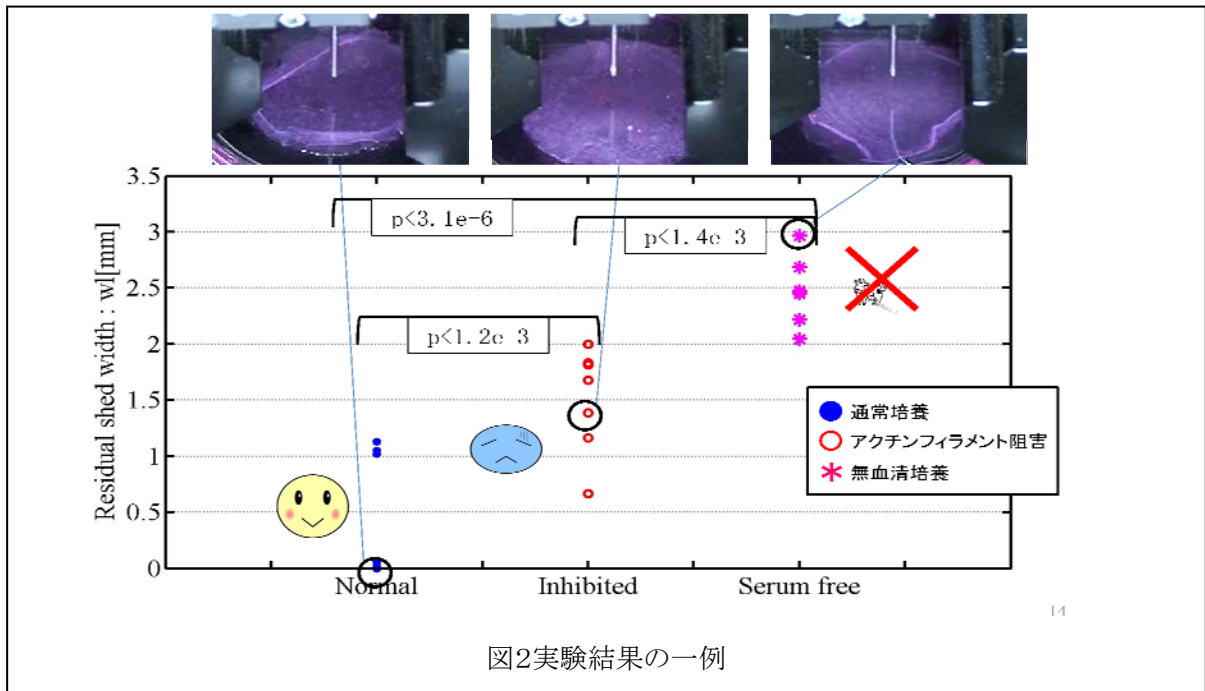 3.5
3
2.5
2
1.5
1
0.5
0
Residual shed width : wl[mm]
p<3.1e-6
p<1.4e 3
p<1.2e 3
通常培養
アクチンフィラメント阻害
無血清培養
Normal Inhibited Serum free
14
図2実験結果の一例